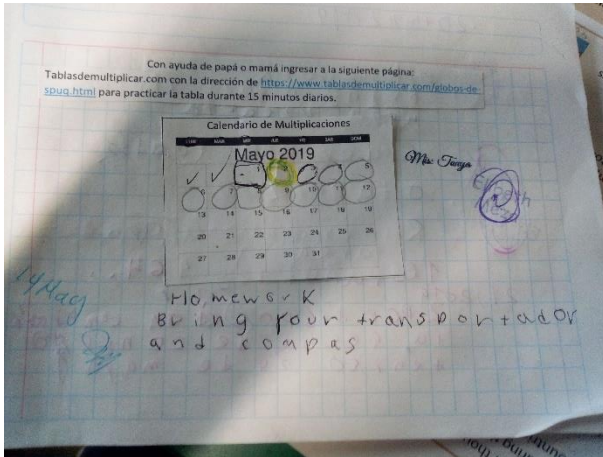 Con ayuda de papá o mamá ingresar a la siguiente página:
Tablasdemultiplicar.com con la dirección de https://www.tablasdemultiplicar.com/globos-de-
spuq.html para practicar la tabla durante 15 minutos diarios.
Calendario de Multiplicaciones
Mayo 2019
1 2 3 4 5
6 7 8 9 10 11 12
13 14 15 16 17 18 19
20 21 22 23 24 25 26
27 28 29 30 31
14 May
Homework
Bring your transportador
and compas